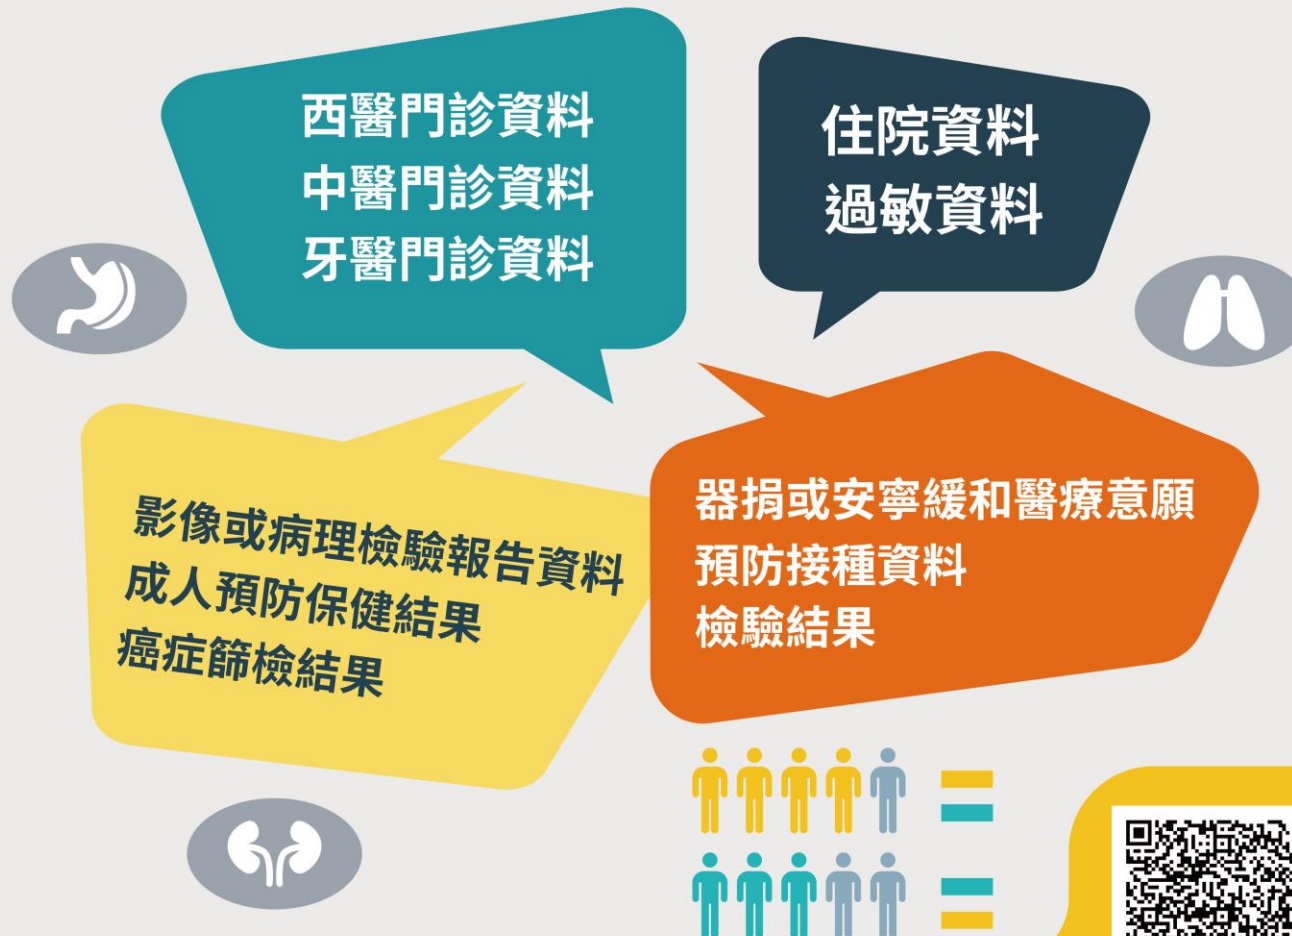 西醫門診資料
中醫門診資料
牙醫門診資料
住院資料
過敏資料
影像或病理檢驗報告資料
成人預防保健結果
癌症篩檢結果
器捐或安寧緩和醫療意願
預防接種資料
檢驗結果